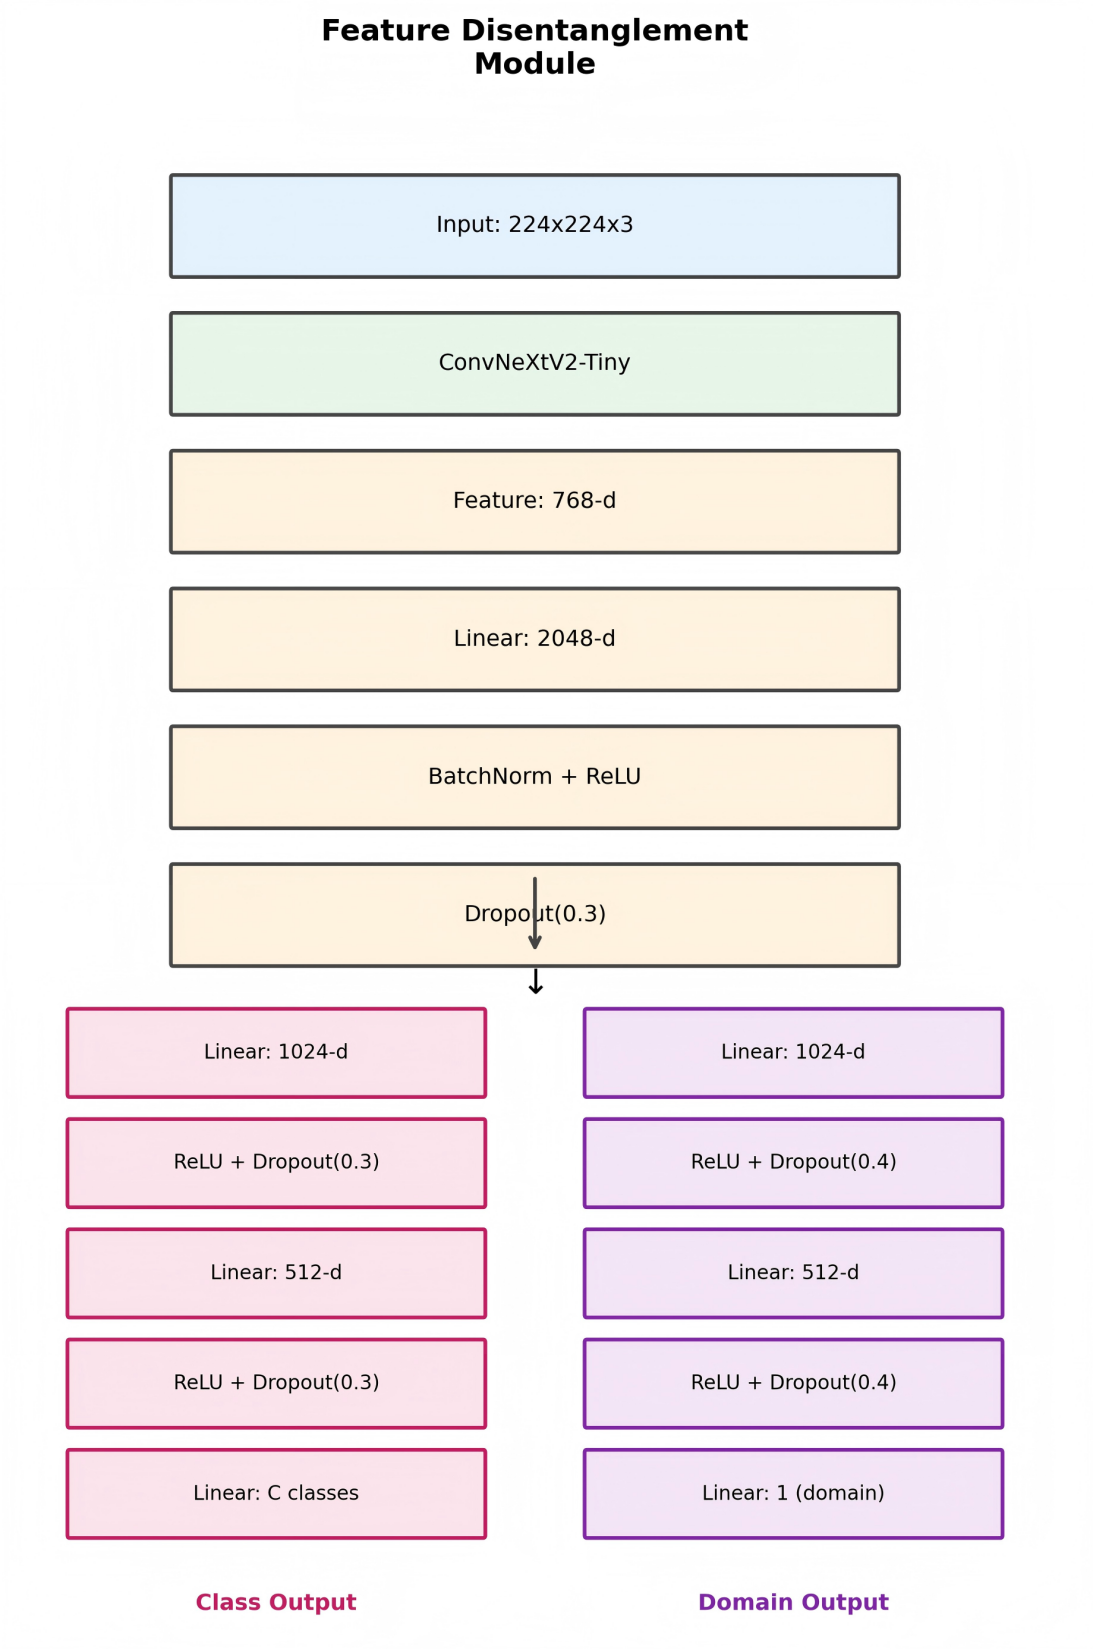 Feature Disentanglement
Module
Input: 224x224x3
ConvNeXtV2-Tiny
Feature: 768-d
Linear: 2048-d
BatchNorm + ReLU
Dropout(0.3)
Linear: 1024-d
ReLU + Dropout(0.3)
Linear: 512-d
ReLU + Dropout(0.3)
Linear: C classes
Class Output
Linear: 1024-d
ReLU + Dropout(0.4)
Linear: 512-d
ReLU + Dropout(0.4)
Linear: 1 (domain)
Domain Output